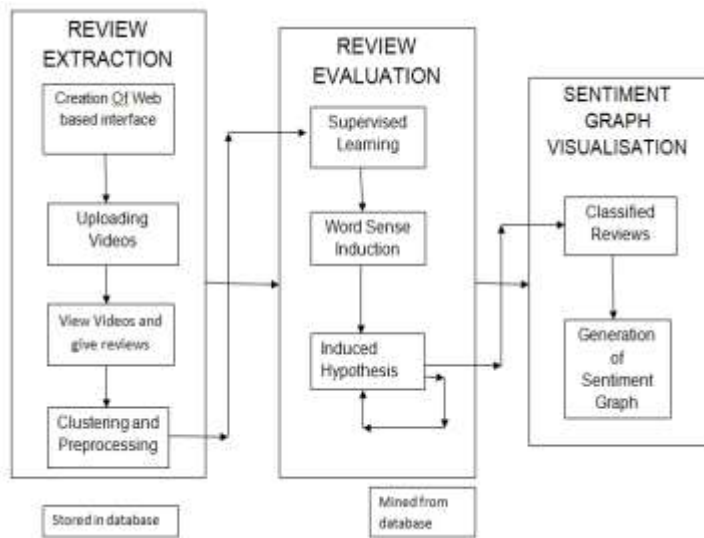 REVIEW
EXTRACTION
Creation Of Web
based interface
Uploading
Videos
View Videos and
give reviews
Clustering and
Preprocessing
Stored in database
REVIEW
EVALUATION
Supervised
Learning
Word Sense
Induction
Induced
Hypothesis
Mined from
database
SENTIMENT
GRAPH
VISUALISATION
Classified
Reviews
Generation
of
Sentiment
Graph